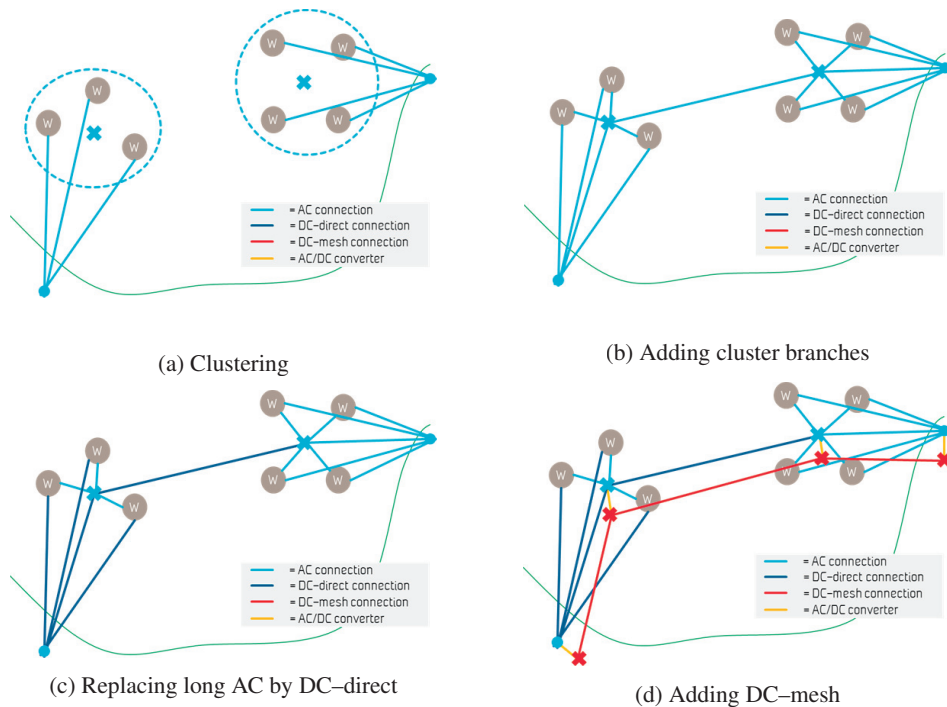 W
W
W
W
W
W
W
= AC connection
= DC-direct connection
= DC-mesh connection
= AC/DC converter
(a) Clustering
W
W
W
W
W
W
W
= AC connection
= DC-direct connection
= DC-mesh connection
= AC/DC converter
(b) Adding cluster branches
W
W
W
W
W
W
W
= AC connection
= DC-direct connection
= DC-mesh connection
= AC/DC converter
(c) Replacing long AC by DC–direct
W
W
W
W
W
W
W
= AC connection
= DC-direct connection
= DC-mesh connection
= AC/DC converter
(d) Adding DC–mesh